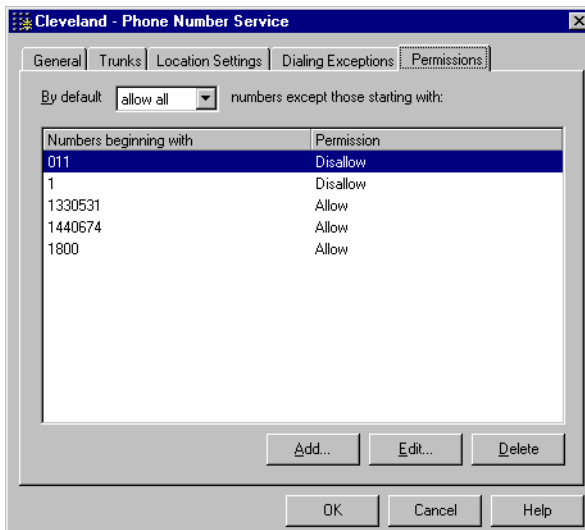 Cleveland - Phone Number Service
General Trunks Location Settings Dialing Exceptions Permissions
By default allow all numbers except those starting with:
Numbers beginning with Permission
011 Disallow
1 Disallow
1330531 Allow
1440674 Allow
1800 Allow
Add... Edit... Delete
OK Cancel Help